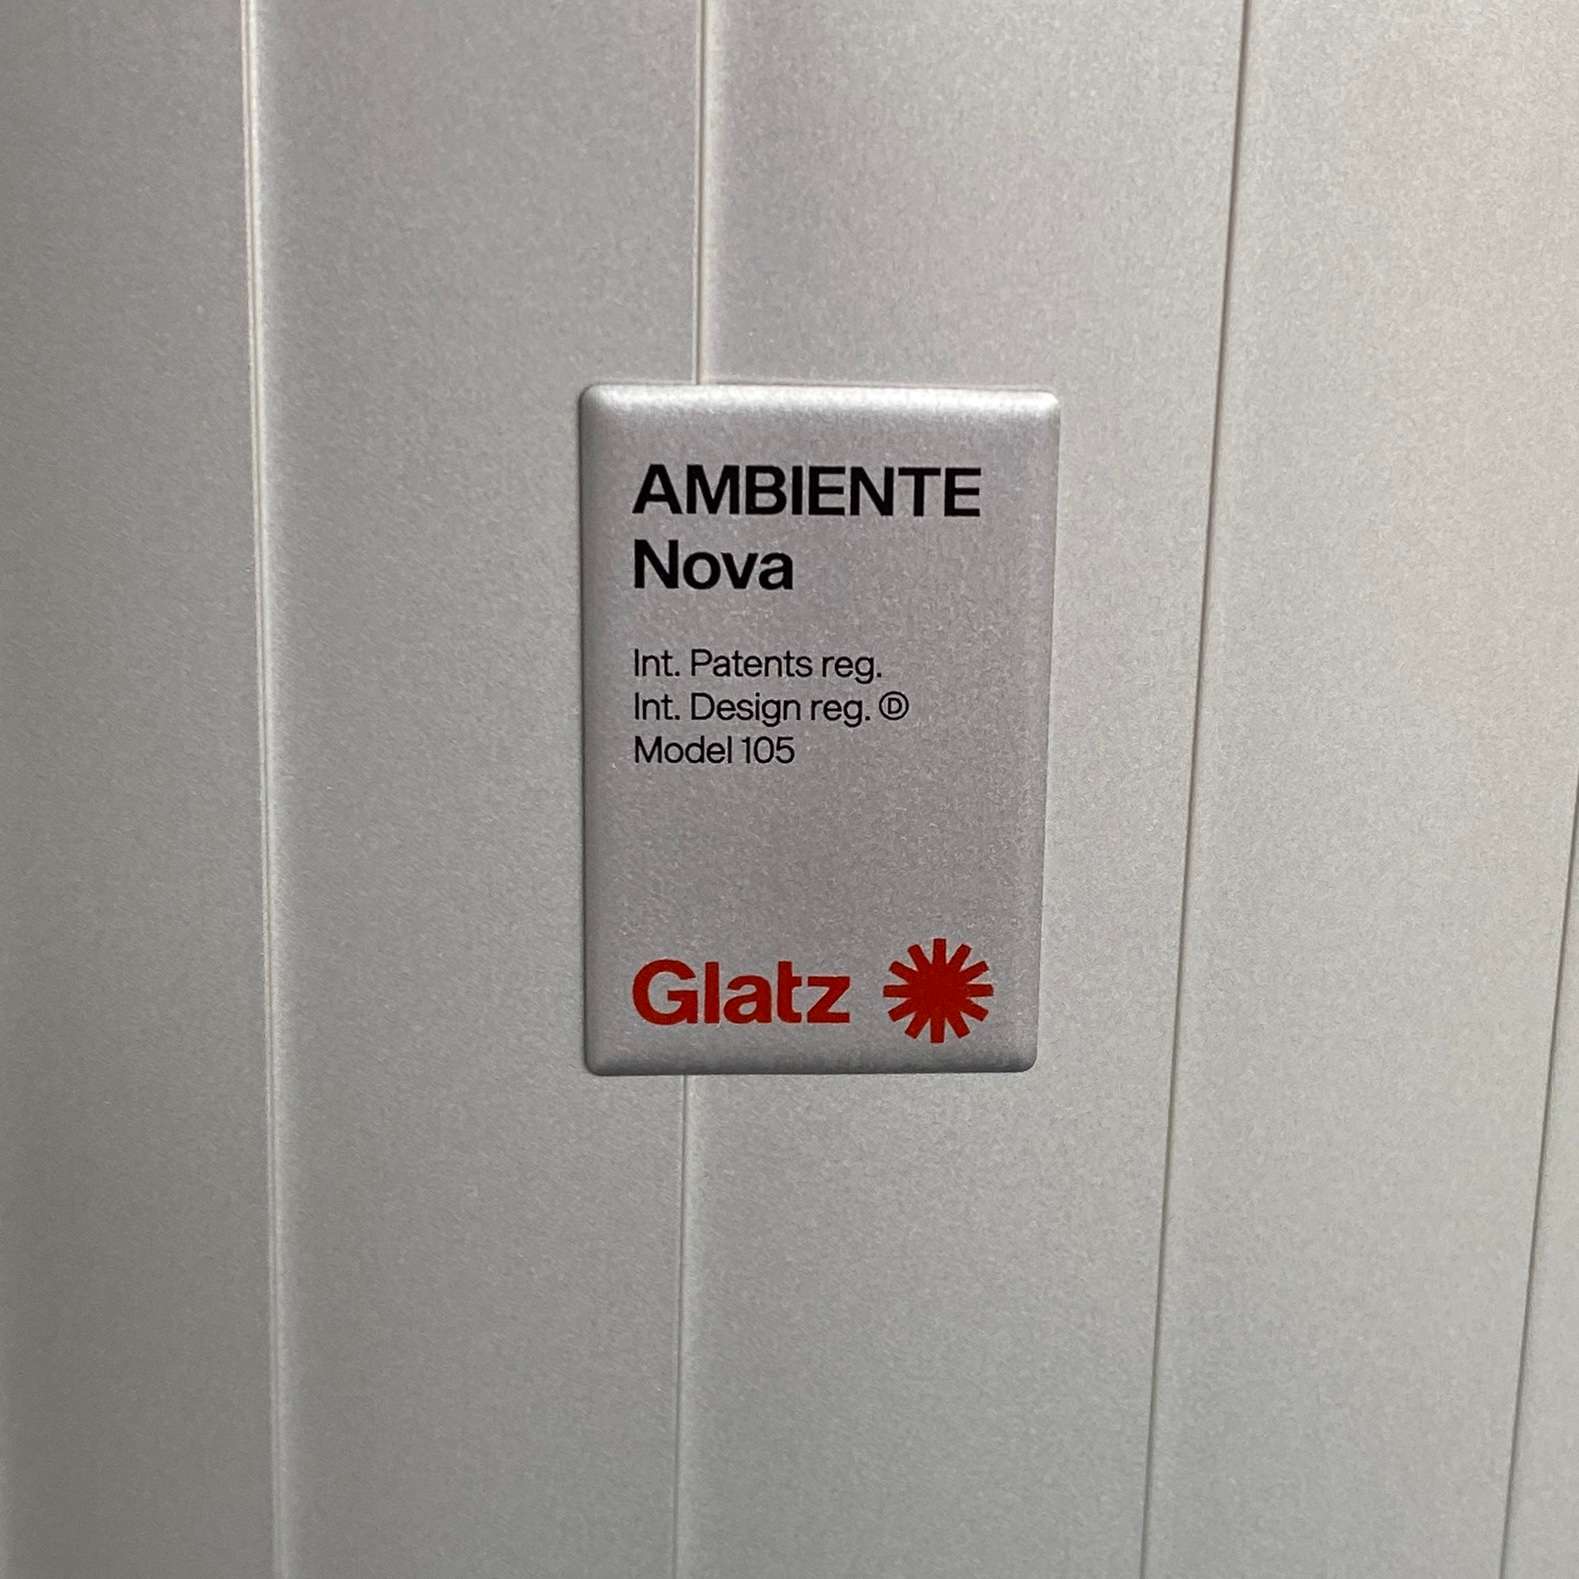 AMBIENTE
Nova
Int. Patents reg.
Int. Design reg. Ⓓ
Model 105
Glatz